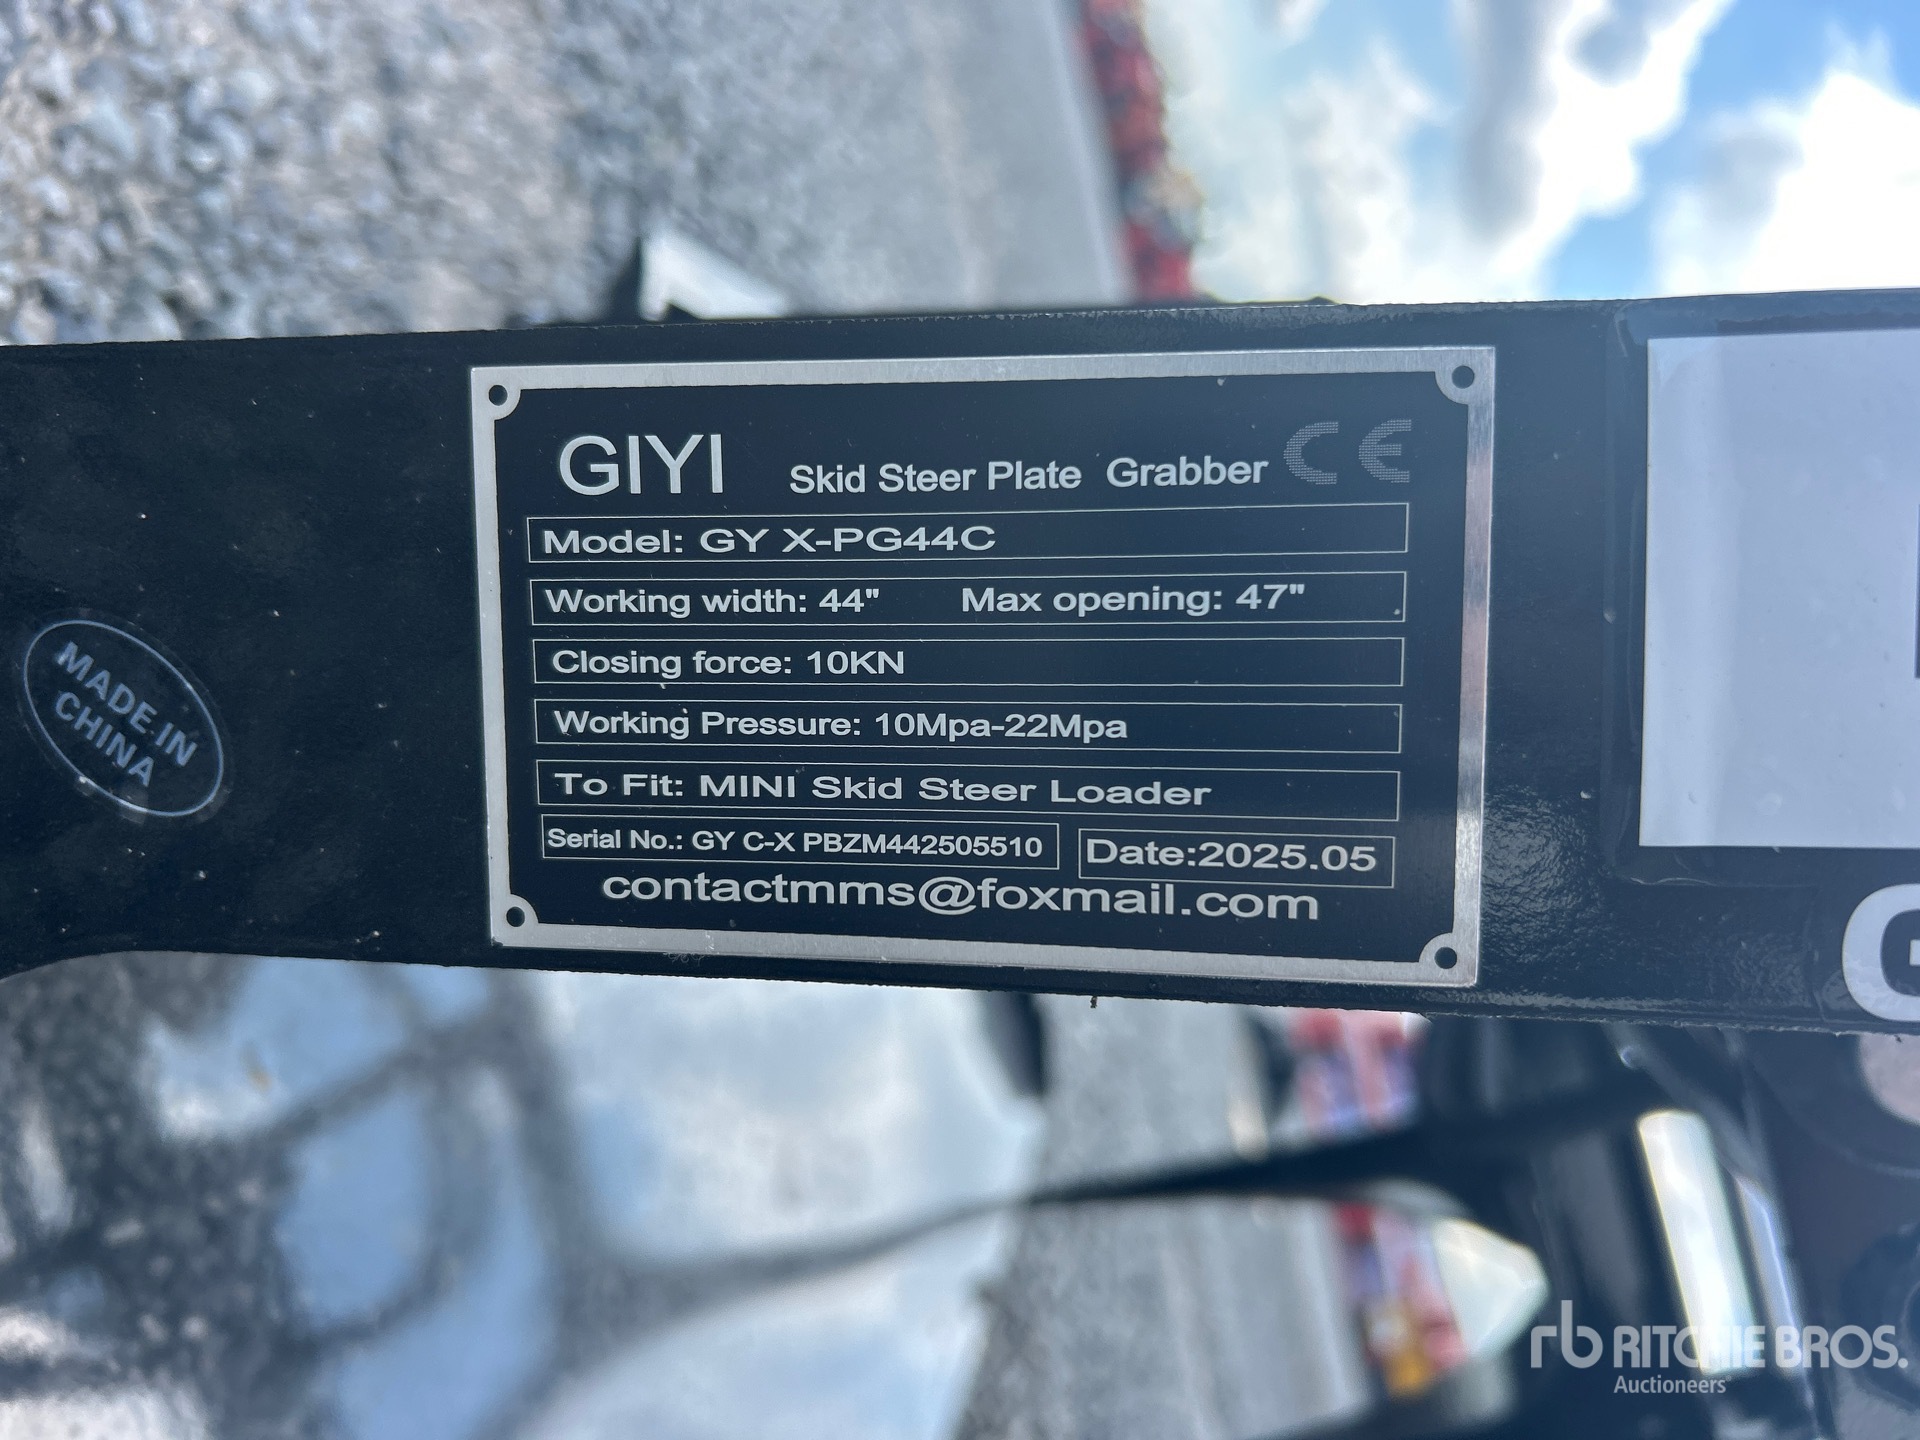 GIYI Skid Steer Plate Grabber CE
Model: GY X-PG44C
Working width: 44" Max opening: 47"
Closing force: 10KN
Working Pressure: 10Mpa-22Mpa
To Fit: MINI Skid Steer Loader
Serial No.: GY C-X PBZM442505510 Date:2025.05
contactmms@foxmail.com
MADE IN
CHINA
G
rb RITCHIE BROS.
Auctioneers